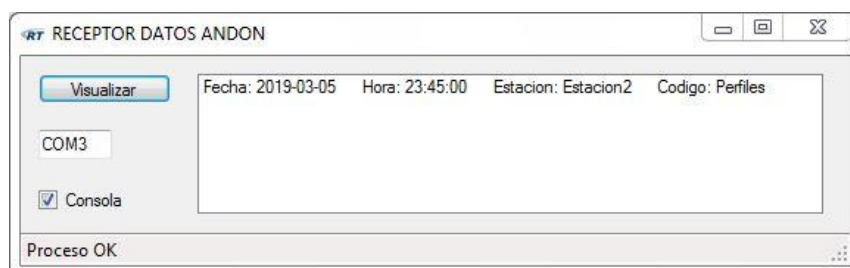 RT RECEPTOR DATOS ANDON
Visualizar
Fecha: 2019-03-05 Hora: 23:45:00 Estacion: Estacion2 Codigo: Perfiles
COM3
Consola
Proceso OK